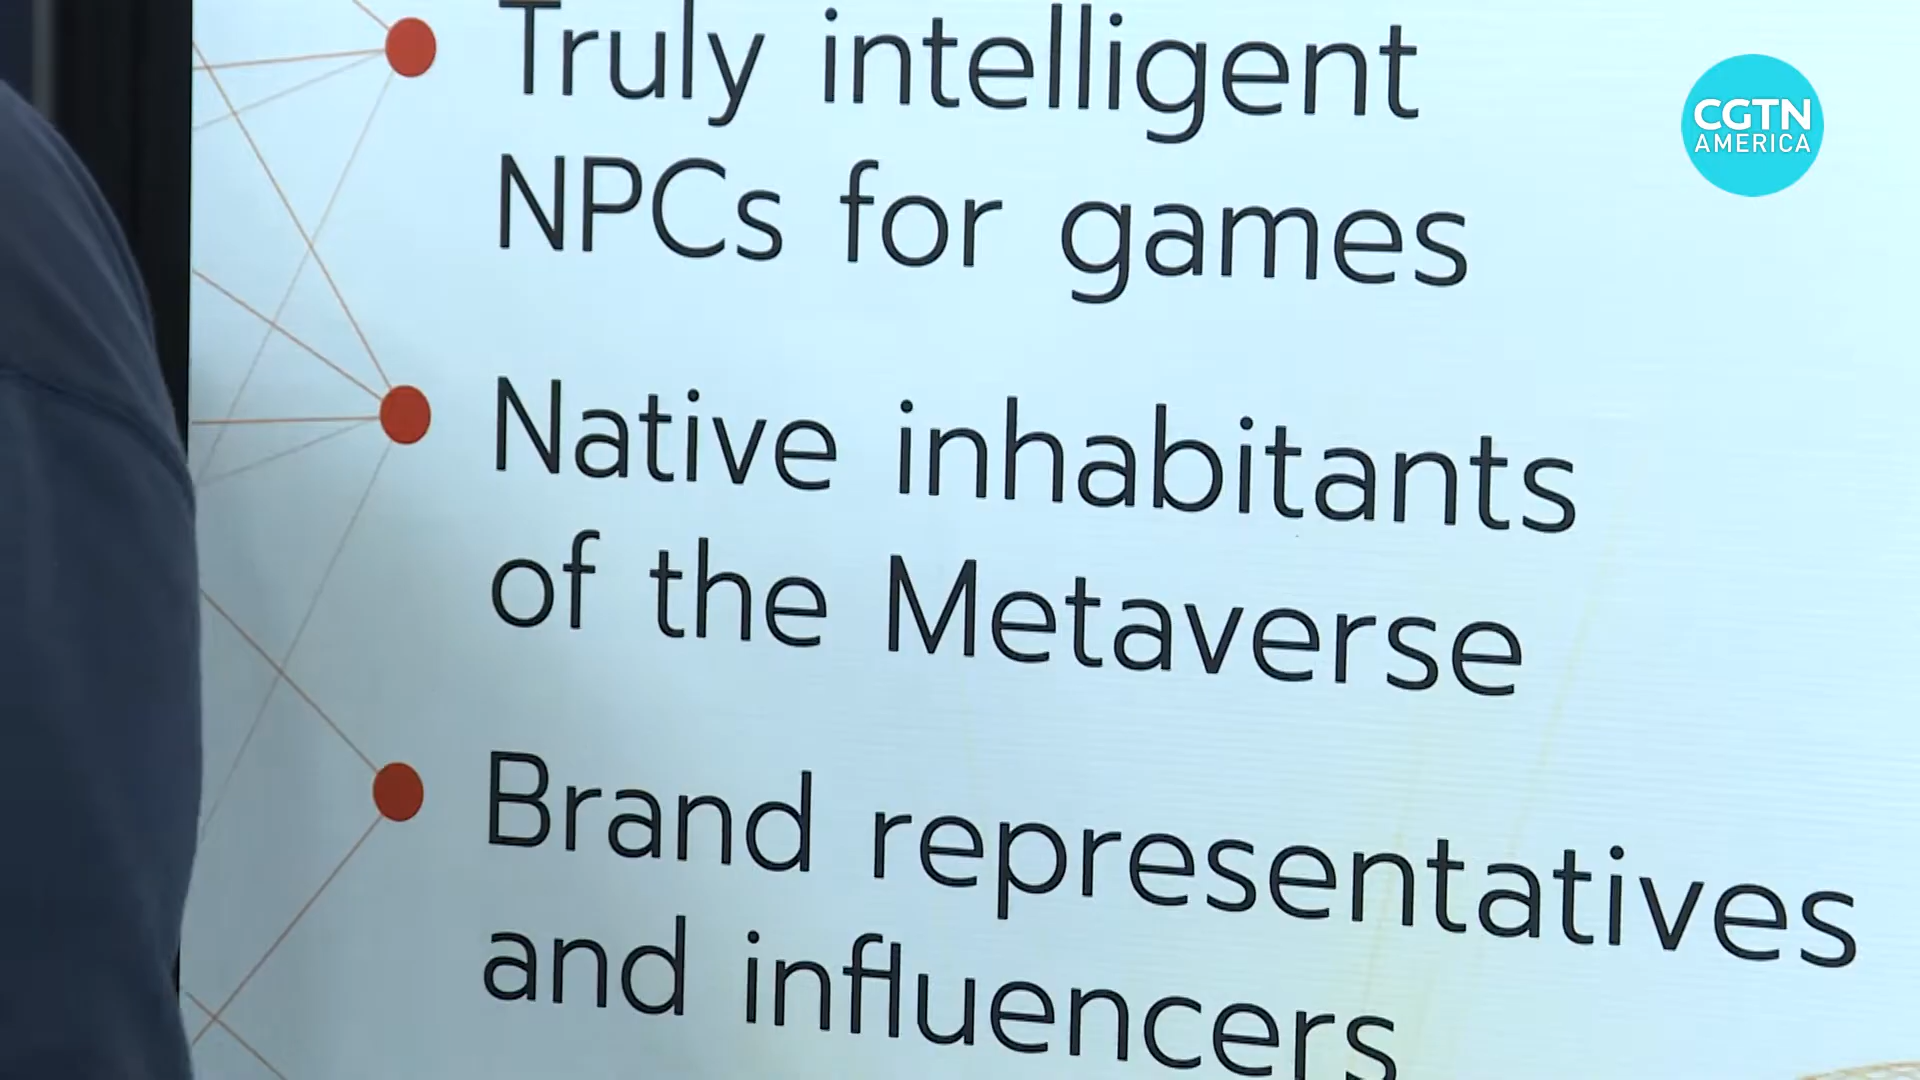 Truly intelligent
NPCs for games
Native inhabitants
of the Metaverse
Brand representatives
and influencers
CGTN
AMERICA